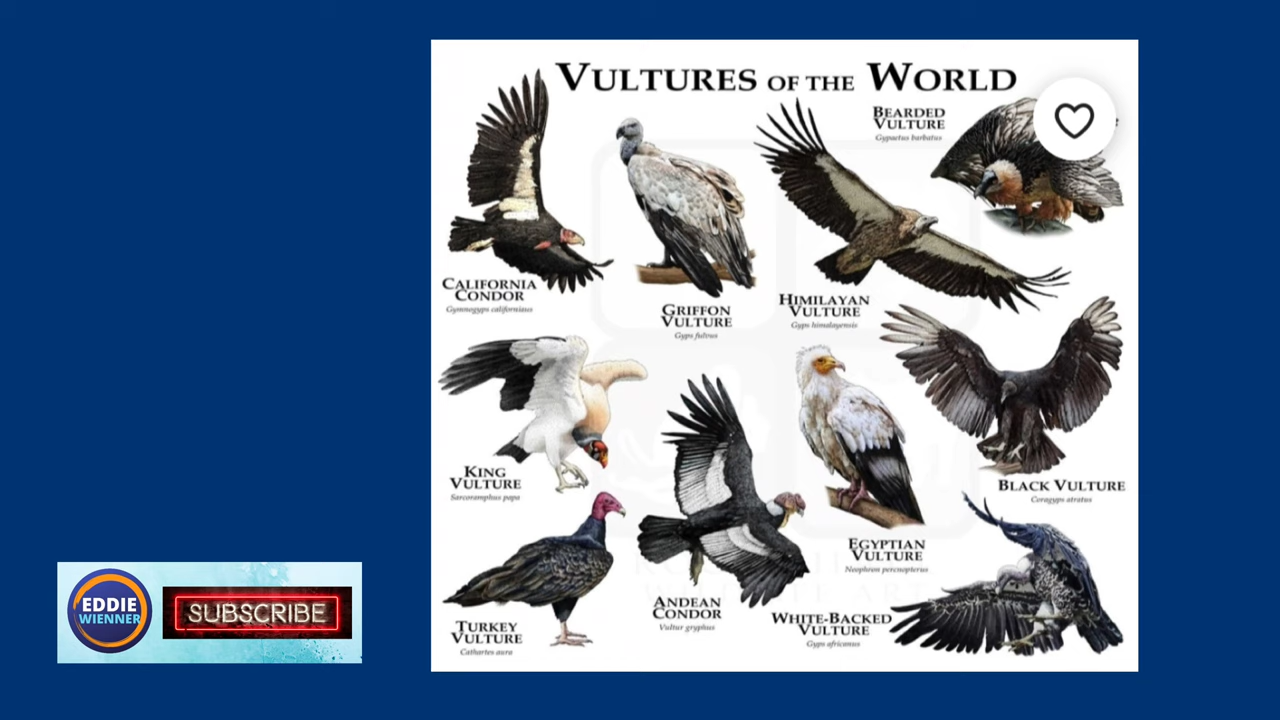 VULTURES OF THE WORLD
BEARDED
VULTURE
Gypaetus barbatus
CALIFORNIA
CONDOR
Gymnogyps californiaus
GRIFFON
VULTURE
Gyps fulvus
HIMILAYAN
VULTURE
Gyps himalayensis
KING
VULTURE
Sarcoramphus papa
BLACK VULTURE
Coragyps atratus
EGYPTIAN
VULTURE
Neophron percnopterus
ANDEAN
CONDOR
Vultur gryphus
WHITE-BACKED
VULTURE
Gyps africanus
TURKEY
VULTURE
Cathartes aura
EDDIE
WIENNER
SUBSCRIBE